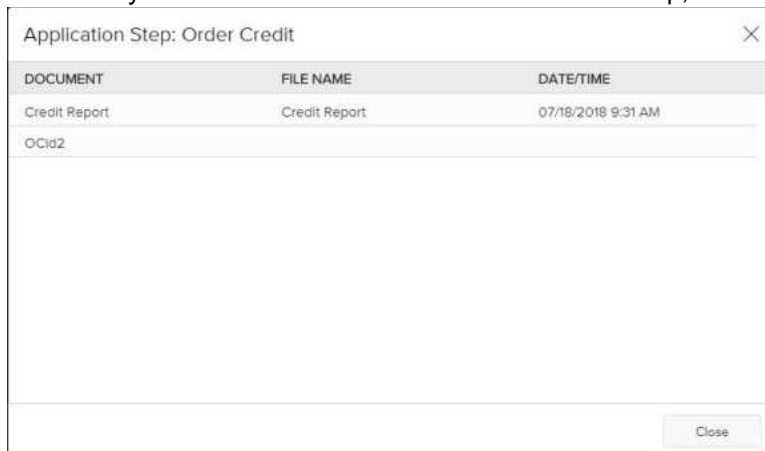 Application Step: Order Credit
DOCUMENT FILE NAME DATE/TIME
Credit Report Credit Report 07/18/2018 9:31 AM
OCid2
Close